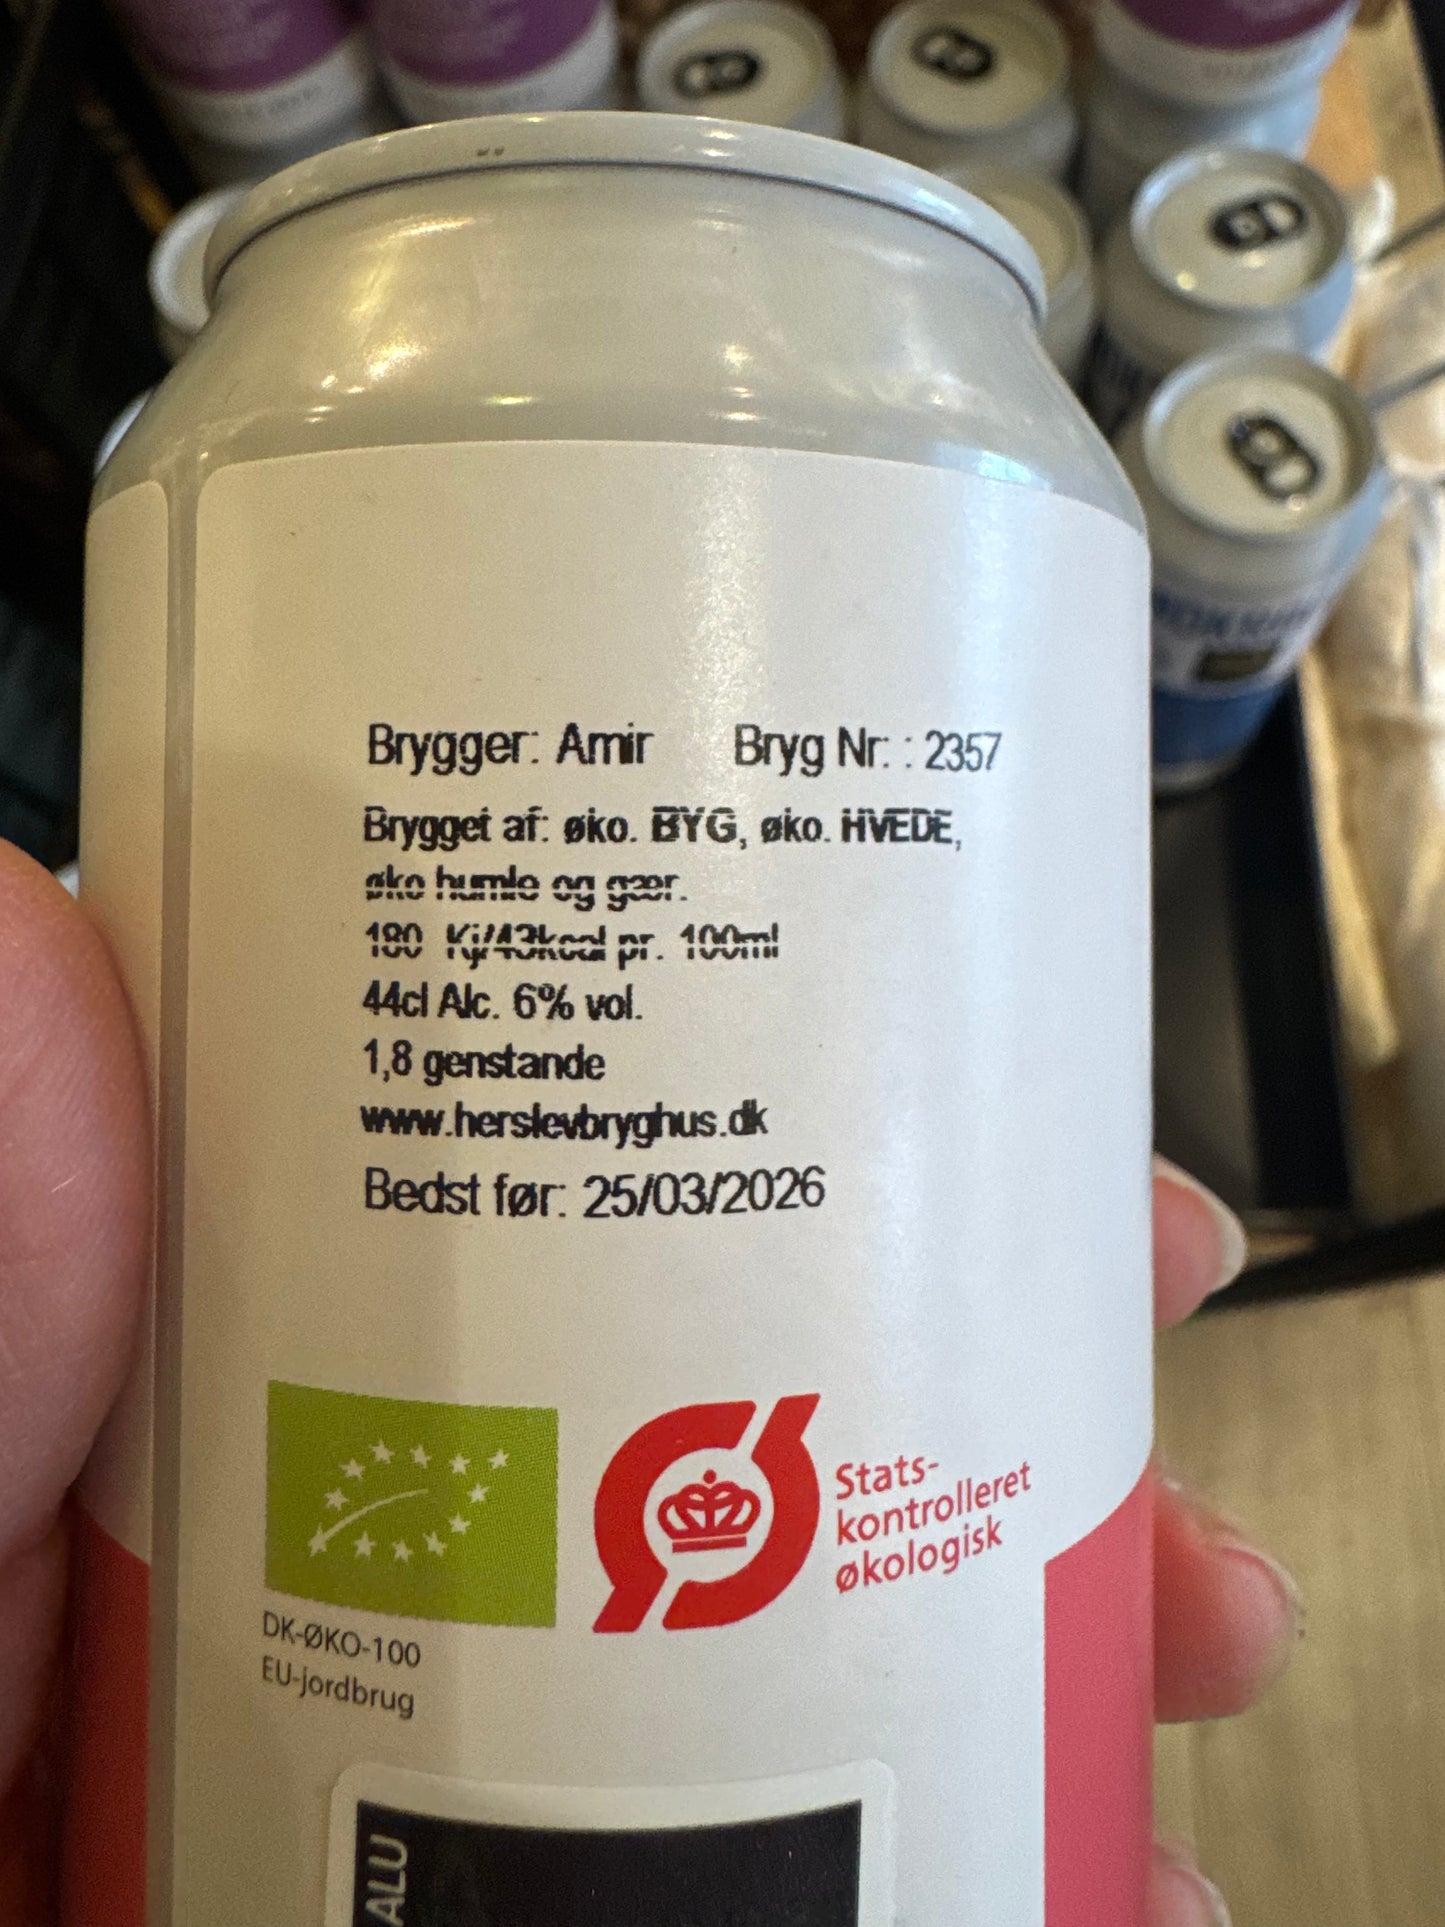 Brygger: Amir Bryg Nr. : 2357
Brygget af: øko. BYG, øko. HVEDE,
øko humle og gær.
180 Kj/43kcal pr. 100ml
44cl Alc. 6% vol.
1,8 genstande
www.herslevbryghus.dk
Bedst før: 25/03/2026
Stats-
kontrolleret
økologisk
DK-ØKO-100
EU-jordbrug
ALU